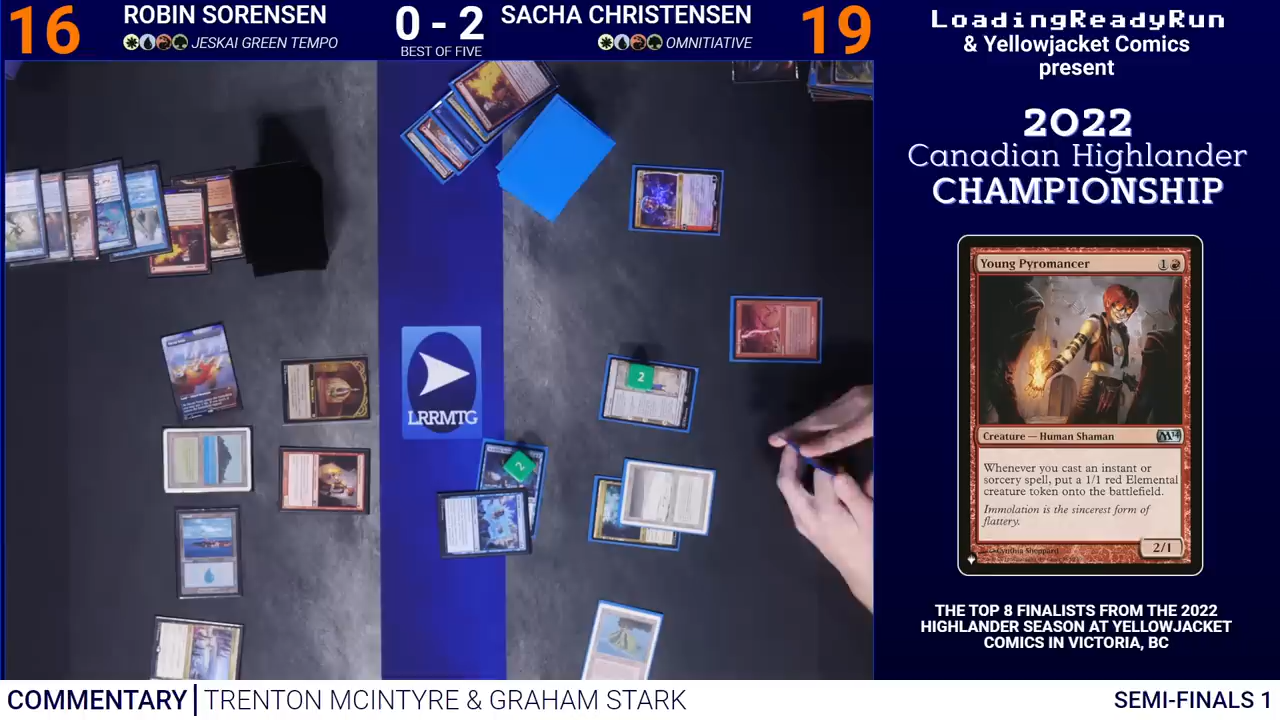 16
ROBIN SORENSEN
JESKAI GREEN TEMPO
0 - 2
BEST OF FIVE
SACHA CHRISTENSEN
OMNITIATIVE
19
LoadingReadyRun
& Yellowjacket Comics
present
2022
Canadian Highlander
CHAMPIONSHIP
Young Pyromancer 1
Creature — Human Shaman M14
Whenever you cast an instant or
sorcery spell, put a 1/1 red Elemental
creature token onto the battlefield.
Immolation is the sincerest form of
flattery.
Cynthia Sheppard
2/1
THE TOP 8 FINALISTS FROM THE 2022
HIGHLANDER SEASON AT YELLOWJACKET
COMICS IN VICTORIA, BC
2
LRRMTG
2
COMMENTARY | TRENTON MCINTYRE & GRAHAM STARK
SEMI-FINALS 1